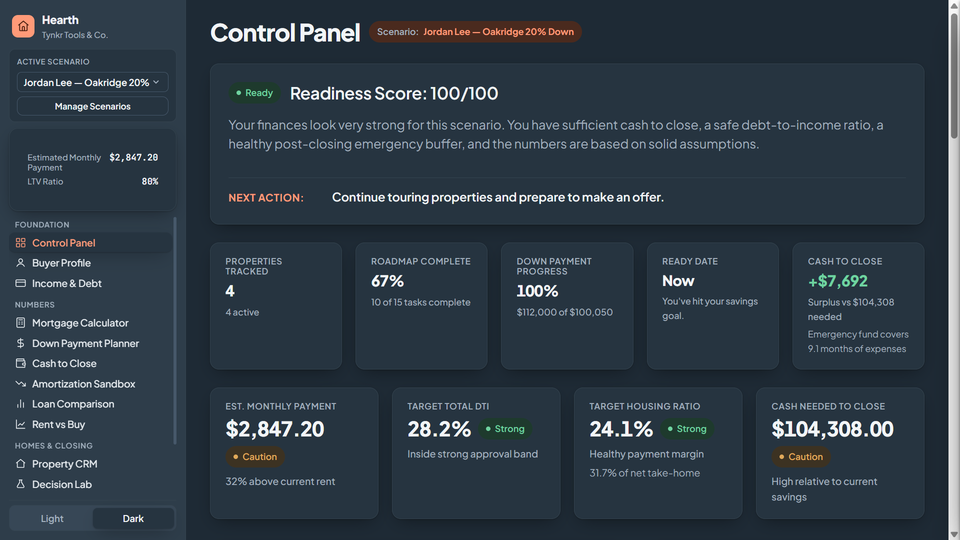 Hearth
Tynkr Tools & Co.
ACTIVE SCENARIO
Jordan Lee — Oakridge 20%
Manage Scenarios
Estimated Monthly Payment $2,847.20
LTV Ratio 80%
FOUNDATION
Control Panel
Buyer Profile
Income & Debt
NUMBERS
Mortgage Calculator
Down Payment Planner
Cash to Close
Amortization Sandbox
Loan Comparison
Rent vs Buy
HOMES & CLOSING
Property CRM
Decision Lab
Light Dark
Control Panel Scenario: Jordan Lee — Oakridge 20% Down
Ready Readiness Score: 100/100
Your finances look very strong for this scenario. You have sufficient cash to close, a safe debt-to-income ratio, a
healthy post-closing emergency buffer, and the numbers are based on solid assumptions.
NEXT ACTION: Continue touring properties and prepare to make an offer.
PROPERTIES
TRACKED
4
4 active
ROADMAP COMPLETE
67%
10 of 15 tasks complete
DOWN PAYMENT
PROGRESS
100%
$112,000 of $100,050
READY DATE
Now
You've hit your savings
goal.
CASH TO CLOSE
+$7,692
Surplus vs $104,308
needed
Emergency fund covers
9.1 months of expenses
EST. MONTHLY PAYMENT
$2,847.20
Caution
32% above current rent
TARGET TOTAL DTI
28.2% Strong
Inside strong approval band
TARGET HOUSING RATIO
24.1% Strong
Healthy payment margin
31.7% of net take-home
CASH NEEDED TO CLOSE
$104,308.00
Caution
High relative to current
savings